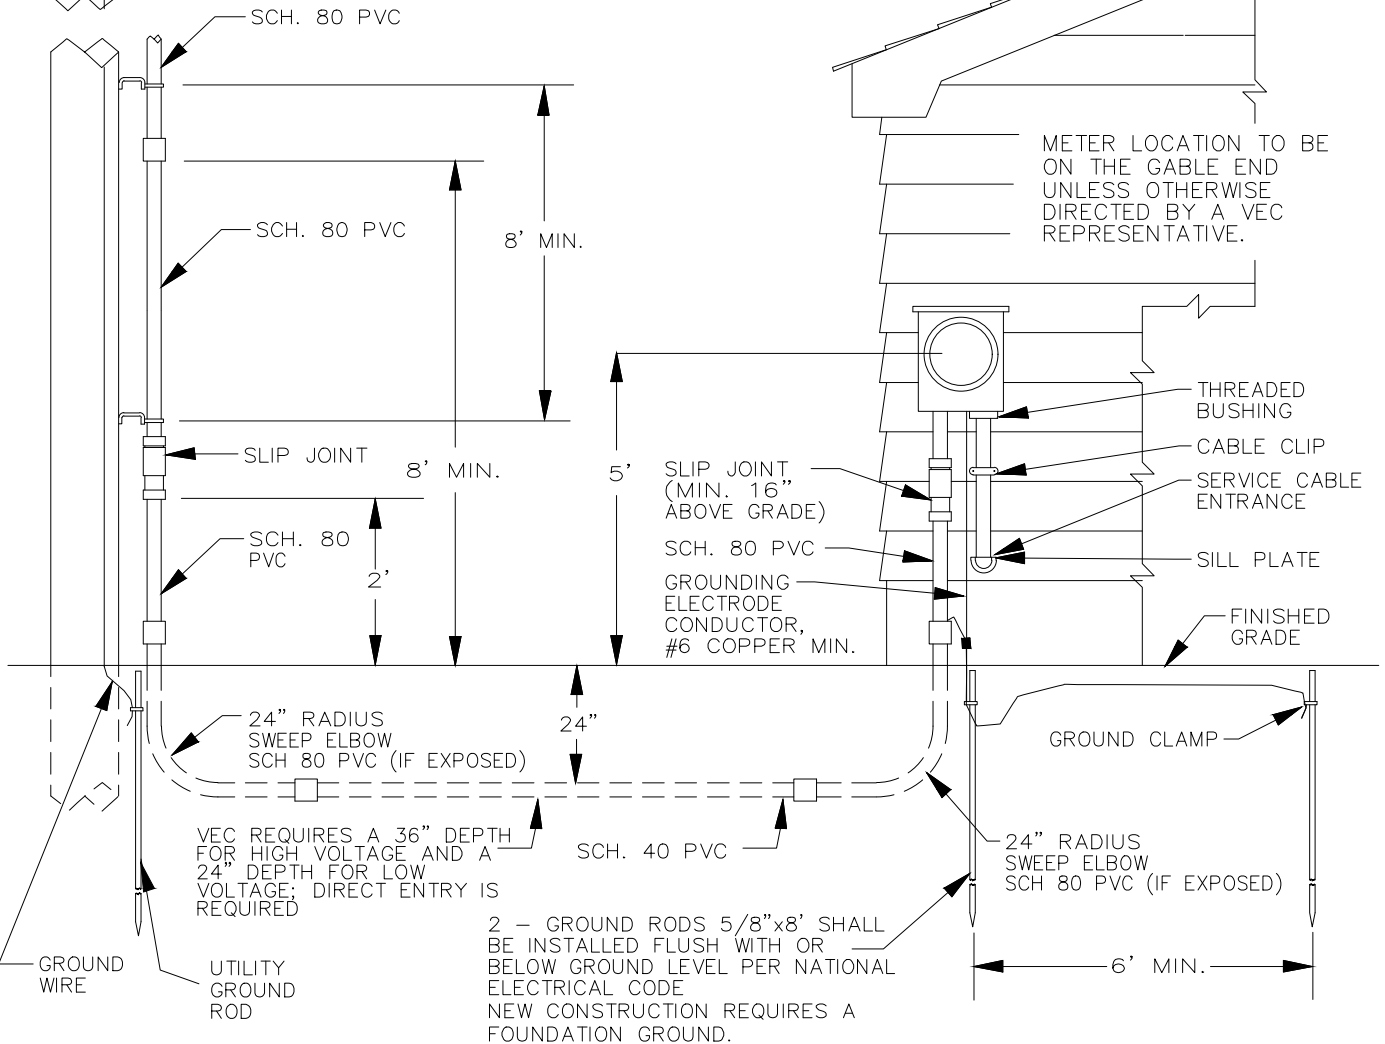 SCH. 80 PVC
METER LOCATION TO BE
ON THE GABLE END
UNLESS OTHERWISE
DIRECTED BY A VEC
REPRESENTATIVE.
SCH. 80 PVC
8' MIN.
THREADED
BUSHING
CABLE CLIP
SERVICE CABLE
ENTRANCE
SILL PLATE
SLIP JOINT
8' MIN.
5'
SLIP JOINT
(MIN. 16"
ABOVE GRADE)
SCH. 80
PVC
2'
SCH. 80 PVC
GROUNDING
ELECTRODE
CONDUCTOR,
#6 COPPER MIN.
FINISHED
GRADE
24" RADIUS
SWEEP ELBOW
SCH 80 PVC (IF EXPOSED)
24"
GROUND CLAMP
VEC REQUIRES A 36" DEPTH
FOR HIGH VOLTAGE AND A
24" DEPTH FOR LOW
VOLTAGE; DIRECT ENTRY IS
REQUIRED
SCH. 40 PVC
24" RADIUS
SWEEP ELBOW
SCH 80 PVC (IF EXPOSED)
2 – GROUND RODS 5/8"x8' SHALL
BE INSTALLED FLUSH WITH OR
BELOW GROUND LEVEL PER NATIONAL
ELECTRICAL CODE
NEW CONSTRUCTION REQUIRES A
FOUNDATION GROUND.
6' MIN.
GROUND
WIRE
UTILITY
GROUND
ROD